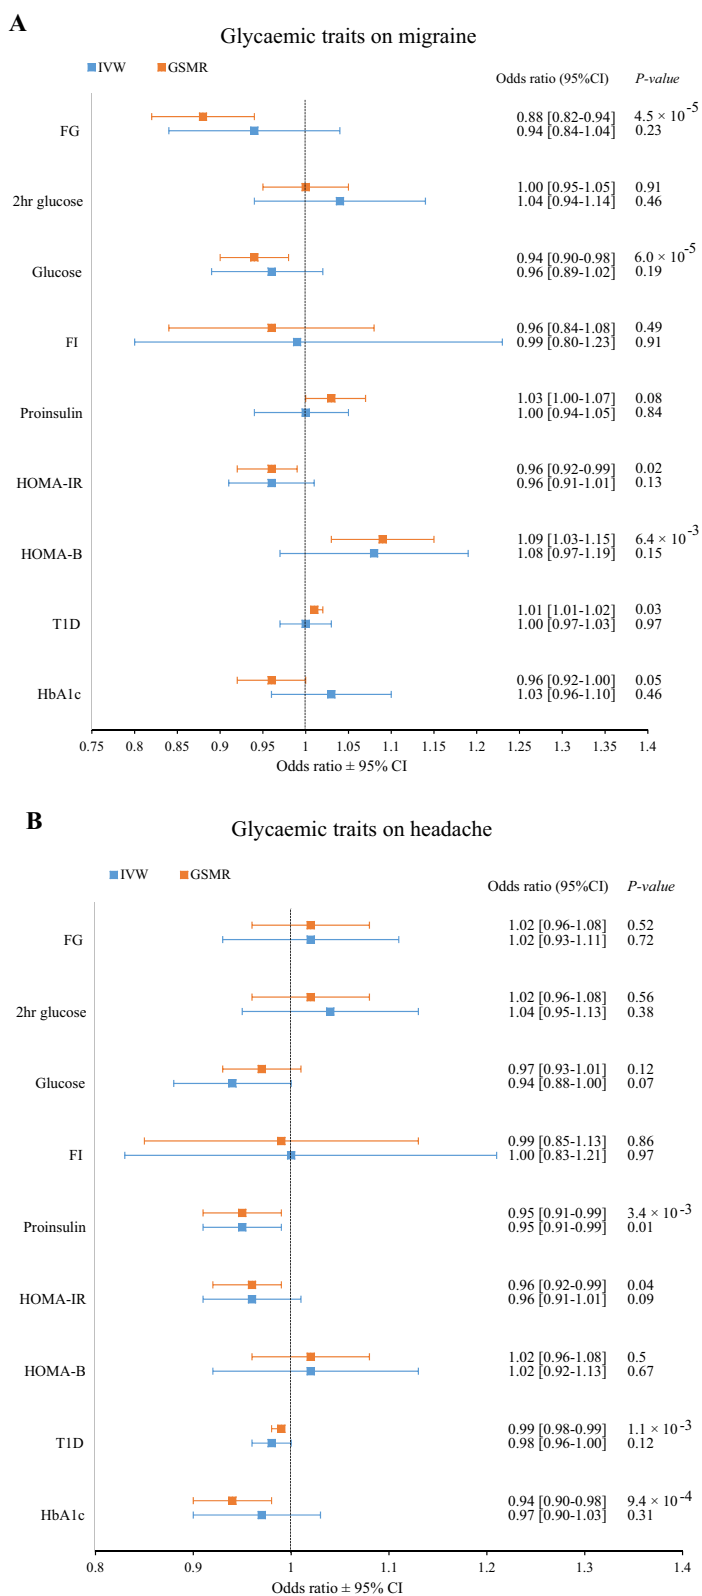 A
Glycaemic traits on migraine
IVW GSMR
Odds ratio (95%CI) P-value
0.88 [0.82-0.94] 4.5 × 10⁻⁵
FG
0.94 [0.84-1.04] 0.23
1.00 [0.95-1.05] 0.91
2hr glucose
1.04 [0.94-1.14] 0.46
0.94 [0.90-0.98] 6.0 × 10⁻⁵
Glucose
0.96 [0.89-1.02] 0.19
0.96 [0.84-1.08] 0.49
FI
0.99 [0.80-1.23] 0.91
1.03 [1.00-1.07] 0.08
Proinsulin
1.00 [0.94-1.05] 0.84
0.96 [0.92-0.99] 0.02
HOMA-IR
0.96 [0.91-1.01] 0.13
1.09 [1.03-1.15] 6.4 × 10⁻³
HOMA-B
1.08 [0.97-1.19] 0.15
1.01 [1.01-1.02] 0.03
T1D
1.00 [0.97-1.03] 0.97
0.96 [0.92-1.00] 0.05
HbA1c
1.03 [0.96-1.10] 0.46
0.75 0.8 0.85 0.9 0.95 1 1.05 1.1 1.15 1.2 1.25 1.3 1.35 1.4
Odds ratio ± 95% CI
B
Glycaemic traits on headache
IVW GSMR
Odds ratio (95%CI) P-value
1.02 [0.96-1.08] 0.52
FG
1.02 [0.93-1.11] 0.72
1.02 [0.96-1.08] 0.56
2hr glucose
1.04 [0.95-1.13] 0.38
0.97 [0.93-1.01] 0.12
Glucose
0.94 [0.88-1.00] 0.07
0.99 [0.85-1.13] 0.86
FI
1.00 [0.83-1.21] 0.97
0.95 [0.91-0.99] 3.4 × 10⁻³
Proinsulin
0.95 [0.91-0.99] 0.01
0.96 [0.92-0.99] 0.04
HOMA-IR
0.96 [0.91-1.01] 0.09
1.02 [0.96-1.08] 0.5
HOMA-B
1.02 [0.92-1.13] 0.67
0.99 [0.98-0.99] 1.1 × 10⁻³
T1D
0.98 [0.96-1.00] 0.12
0.94 [0.90-0.98] 9.4 × 10⁻⁴
HbA1c
0.97 [0.90-1.03] 0.31
0.8 0.9 1 1.1 1.2 1.3 1.4
Odds ratio ± 95% CI